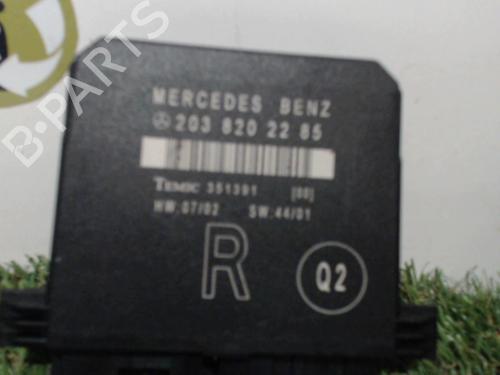 MERCEDES BENZ
203 820 22 85
TEMIC 351391 [00]
HW:07/02 SW:44/01
R Q2
B-PARTS